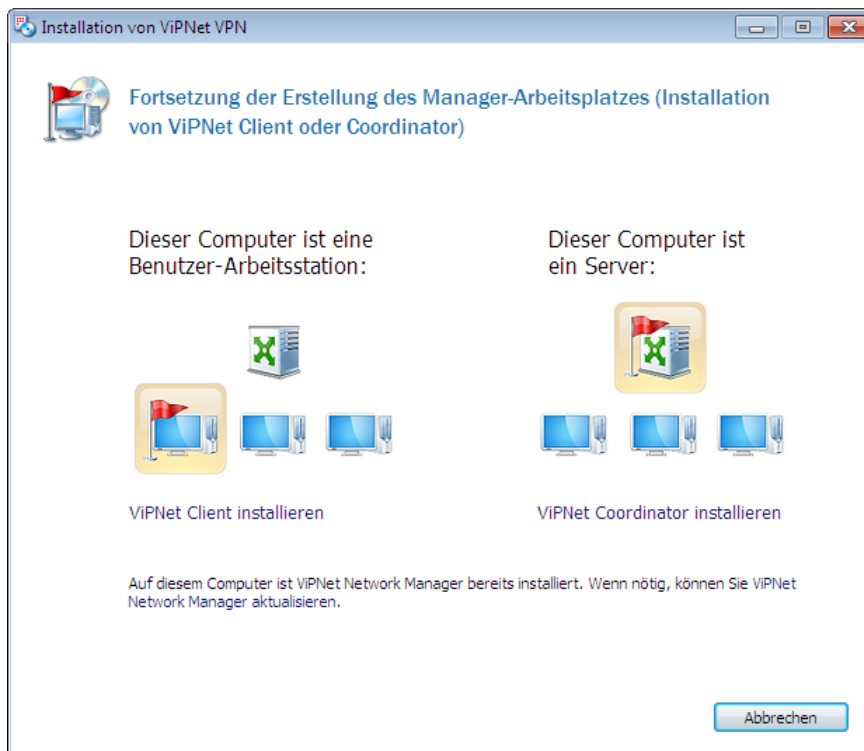 Installation von ViPNet VPN
Fortsetzung der Erstellung des Manager-Arbeitsplatzes (Installation
von ViPNet Client oder Coordinator)
Dieser Computer ist eine
Benutzer-Arbeitsstation:
Dieser Computer ist
ein Server:
ViPNet Client installieren
ViPNet Coordinator installieren
Auf diesem Computer ist ViPNet Network Manager bereits installiert. Wenn nötig, können Sie ViPNet
Network Manager aktualisieren.
Abbrechen